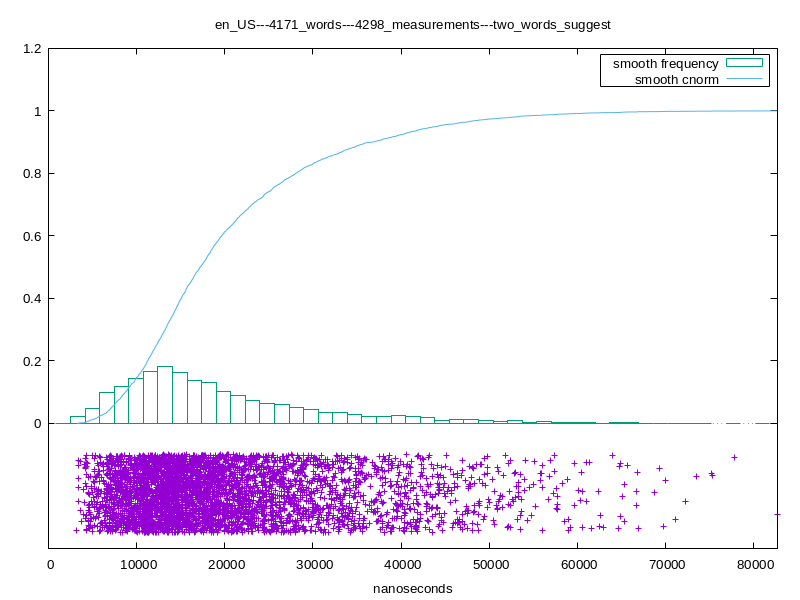 en_US---4171_words---4298_measurements---two_words_suggest
1.2
smooth frequency
smooth cnorm
1
0.8
0.6
0.4
0.2
0
0 10000 20000 30000 40000 50000 60000 70000 80000
nanoseconds